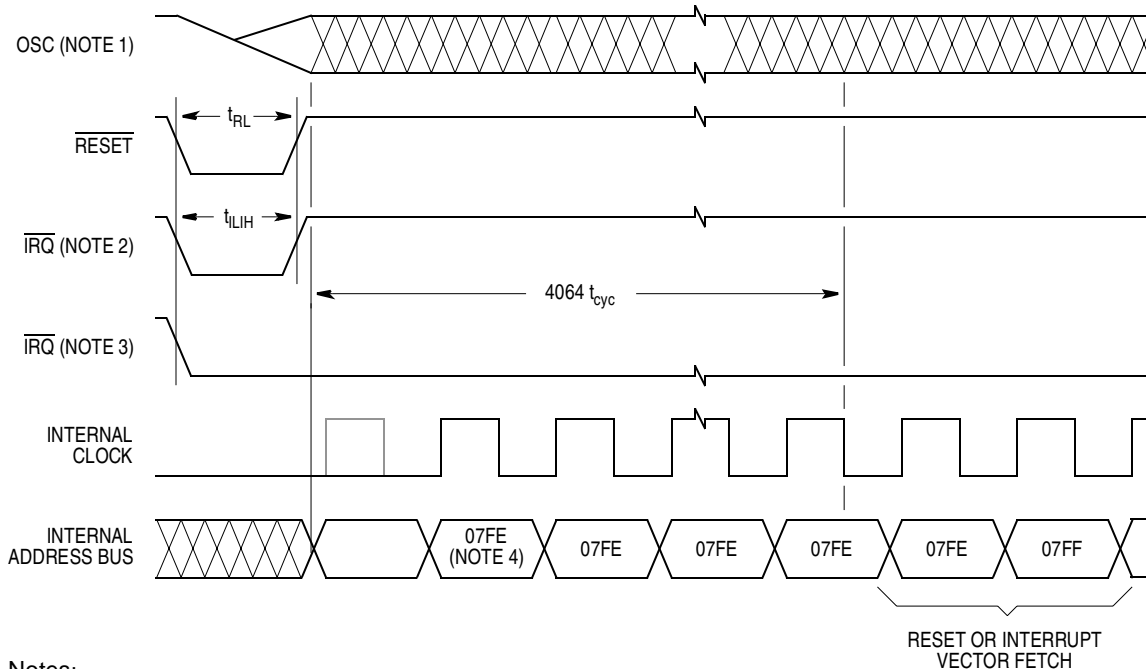 OSC (NOTE 1)
tRL
RESET
tILIH
IRQ (NOTE 2)
4064 tcyc
IRQ (NOTE 3)
INTERNAL
CLOCK
INTERNAL
ADDRESS BUS
07FE
(NOTE 4)
07FE
07FE
07FE
07FE
07FF
RESET OR INTERRUPT
VECTOR FETCH
Notes: